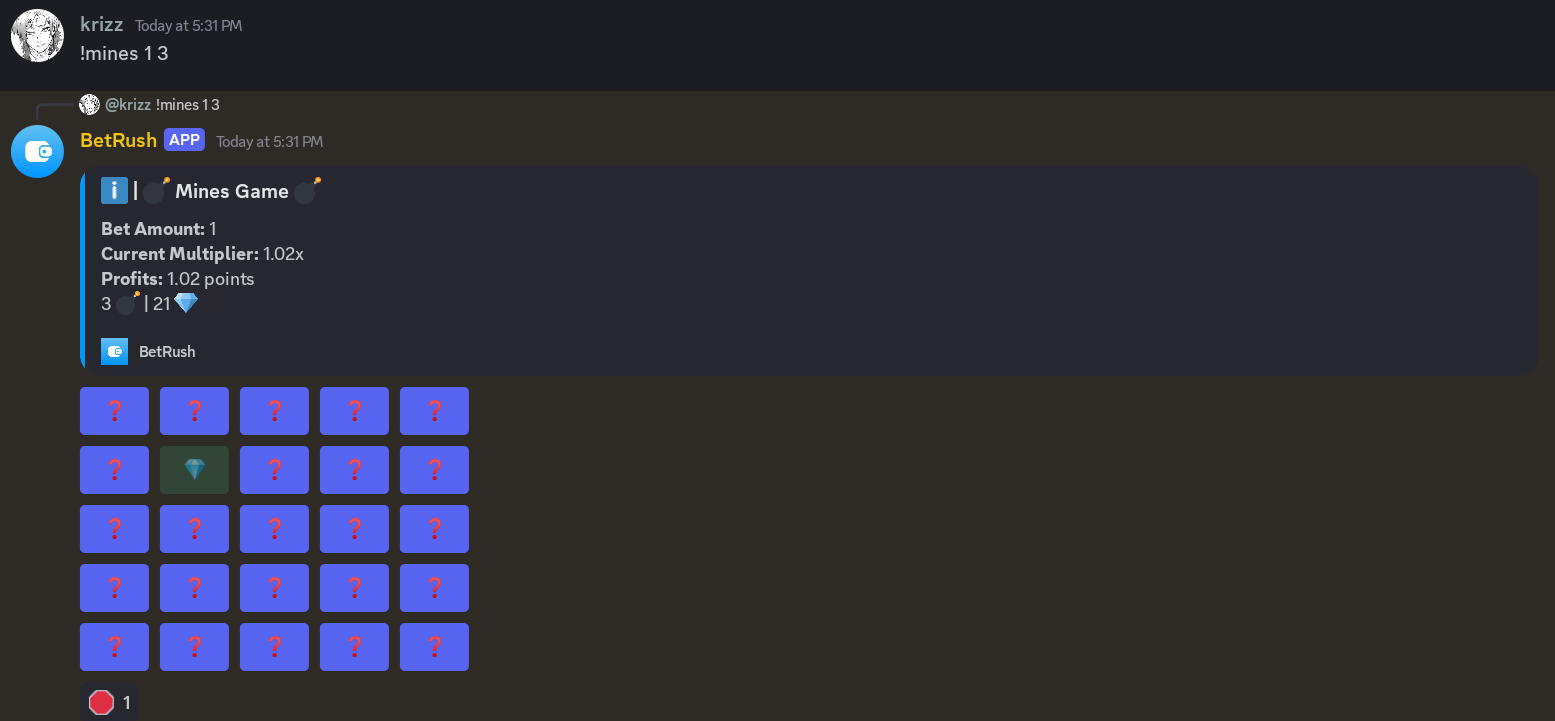 krizz Today at 5:31 PM
!mines 1 3
@krizz !mines 1 3
BetRush APP Today at 5:31 PM
ℹ️ | 💣 Mines Game 💣
Bet Amount: 1
Current Multiplier: 1.02x
Profits: 1.02 points
3 💣 | 21 💎
BetRush
❓ ❓ ❓ ❓ ❓
❓ 💎 ❓ ❓ ❓
❓ ❓ ❓ ❓ ❓
❓ ❓ ❓ ❓ ❓
❓ ❓ ❓ ❓ ❓
1